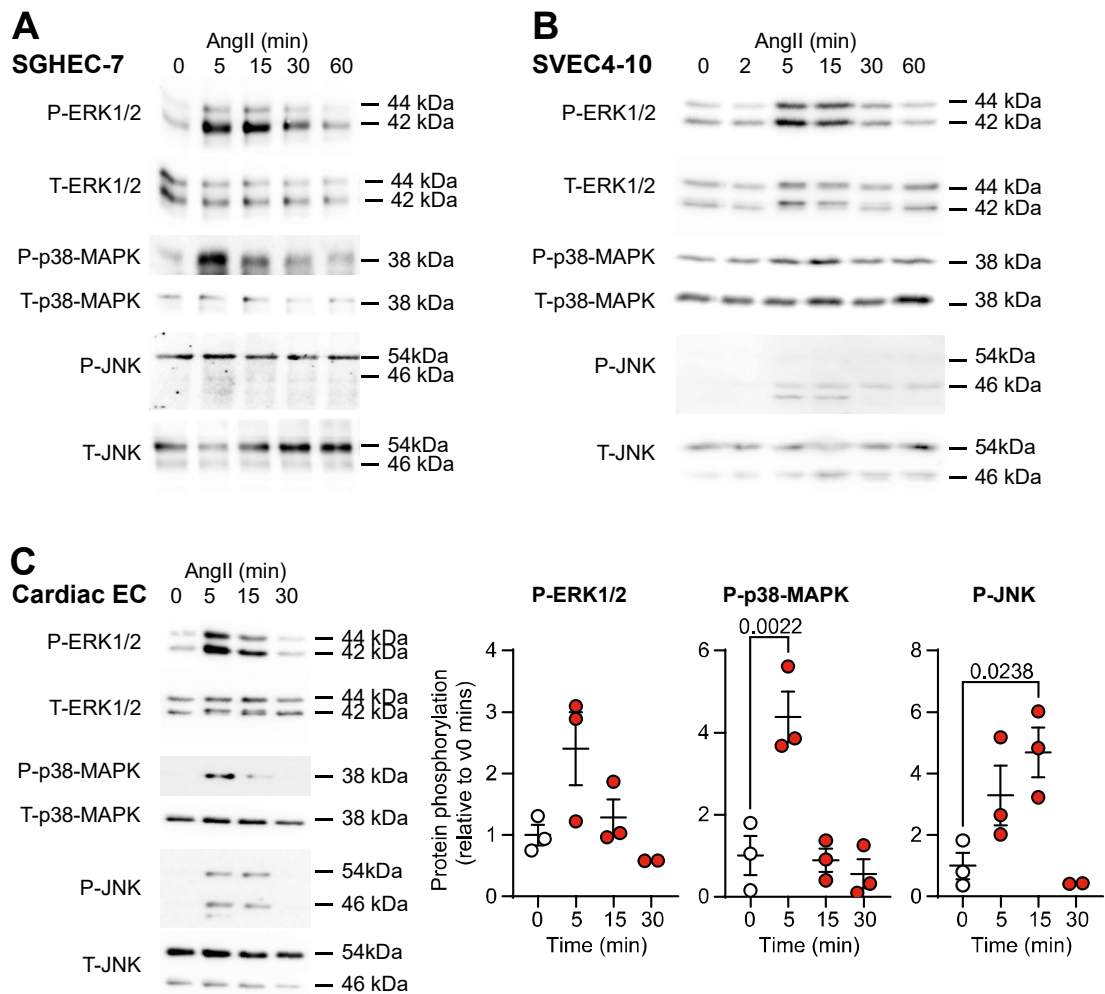 A
AngII (min)
SGHEC-7
0 5 15 30 60
P-ERK1/2
44 kDa
42 kDa
T-ERK1/2
44 kDa
42 kDa
P-p38-MAPK
38 kDa
T-p38-MAPK
38 kDa
P-JNK
54kDa
46 kDa
T-JNK
54kDa
46 kDa
B
AngII (min)
SVEC4-10
0 2 5 15 30 60
P-ERK1/2
44 kDa
42 kDa
T-ERK1/2
44 kDa
42 kDa
P-p38-MAPK
38 kDa
T-p38-MAPK
38 kDa
P-JNK
54kDa
46 kDa
T-JNK
54kDa
46 kDa
C
AngII (min)
Cardiac EC
0 5 15 30
P-ERK1/2
44 kDa
42 kDa
T-ERK1/2
44 kDa
42 kDa
P-p38-MAPK
38 kDa
T-p38-MAPK
38 kDa
P-JNK
54kDa
46 kDa
T-JNK
54kDa
46 kDa
P-ERK1/2
Protein phosphorylation
(relative to v0 mins)
4
3
2
1
0
0 5 15 30
Time (min)
P-p38-MAPK
0.0022
6
4
2
0
0 5 15 30
Time (min)
P-JNK
0.0238
8
6
4
2
0
0 5 15 30
Time (min)